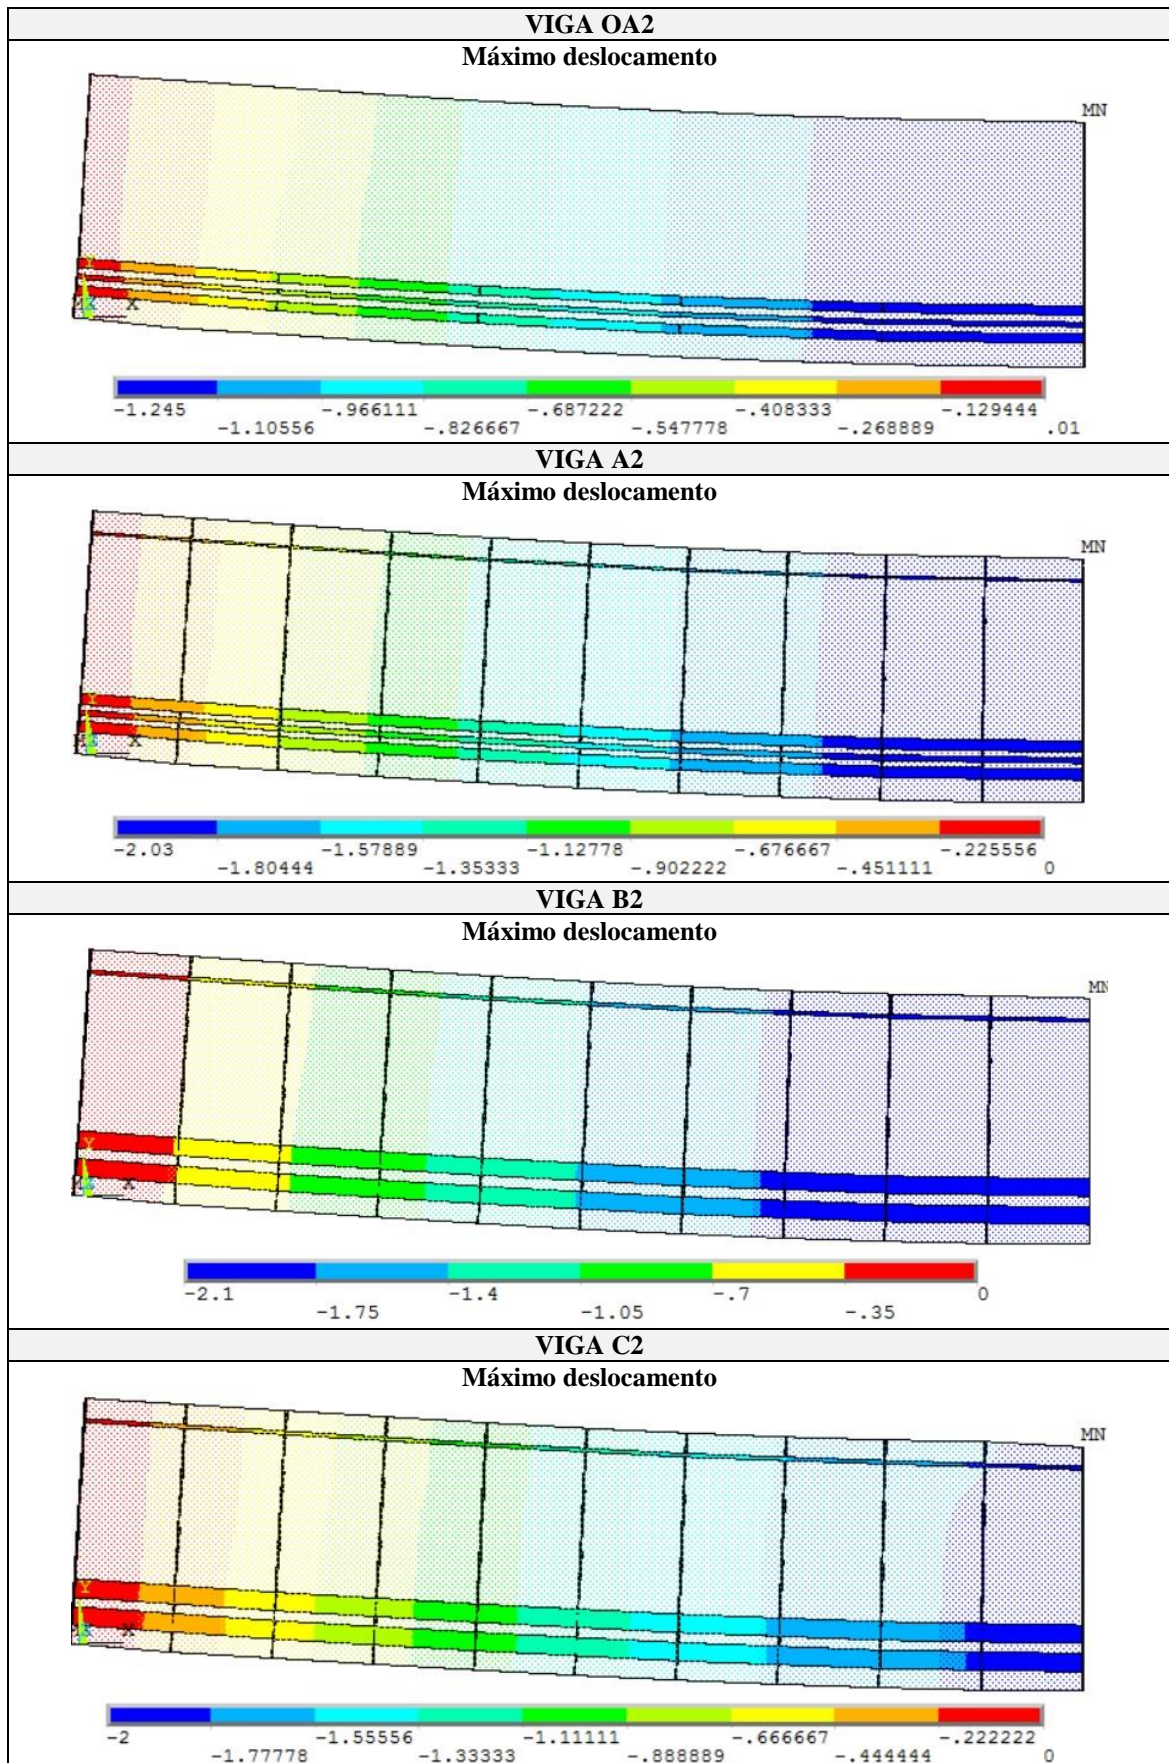 VIGA OA2
Máximo deslocamento
MN
Y
X
-1.245 -.966111 -.687222 -.408333 -.129444
-1.10556 -.826667 -.547778 -.268889 .01
VIGA A2
Máximo deslocamento
MN
Y
X
-2.03 -1.57889 -1.12778 -.676667 -.225556
-1.80444 -1.35333 -.902222 -.451111 0
VIGA B2
Máximo deslocamento
MN
Y
X
-2.1 -1.4 -.7 0
-1.75 -1.05 -.35
VIGA C2
Máximo deslocamento
MN
Y
X
-2 -1.55556 -1.11111 -.666667 -.222222
-1.77778 -1.33333 -.888889 -.444444 0